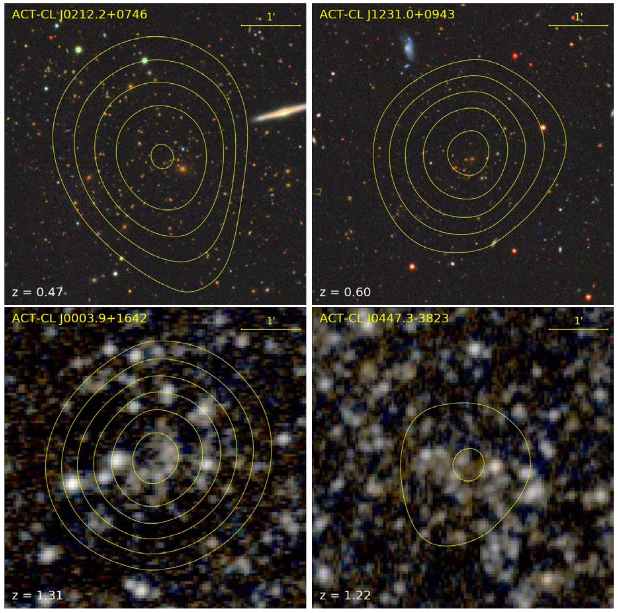 ACT-CL J0212.2+0746
1'
z = 0.47
ACT-CL J1231.0+0943
1'
z = 0.60
ACT-CL J0003.9+1642
1'
z = 1.31
ACT-CL J0447.3-3823
1'
z = 1.22